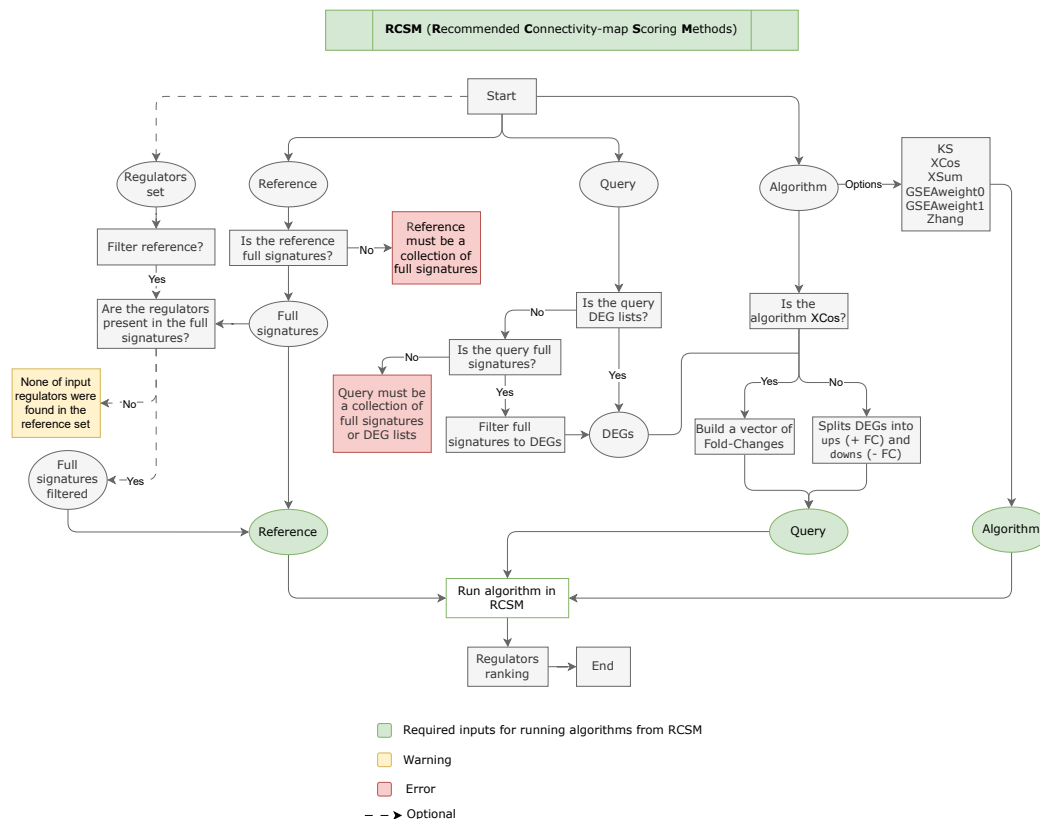 RCSM (Recommended Connectivity-map Scoring Methods)
Start
Regulators
set
Reference
Query
Algorithm
Options
KS
XCos
XSum
GSEAweight0
GSEAweight1
Zhang
Filter reference?
Is the reference
full signatures?
No
Reference
must be a
collection of
full signatures
Yes
Are the regulators
present in the full
signatures?
Full
signatures
Is the query
DEG lists?
No
Is the algorithm XCos?
Is the query full
signatures?
No
Yes
Query must be
a collection of
full signatures
or DEG lists
Yes
Filter full
signatures to DEGs
DEGs
Yes
No
Build a vector of
Fold-Changes
Splits DEGs into
ups (+ FC) and
downs (- FC)
None of input
regulators were
found in the
reference set
No
Full
signatures
filtered
Yes
Reference
Query
Algorithm
Run algorithm in
RCSM
Regulators
ranking
End
Required inputs for running algorithms from RCSM
Warning
Error
Optional